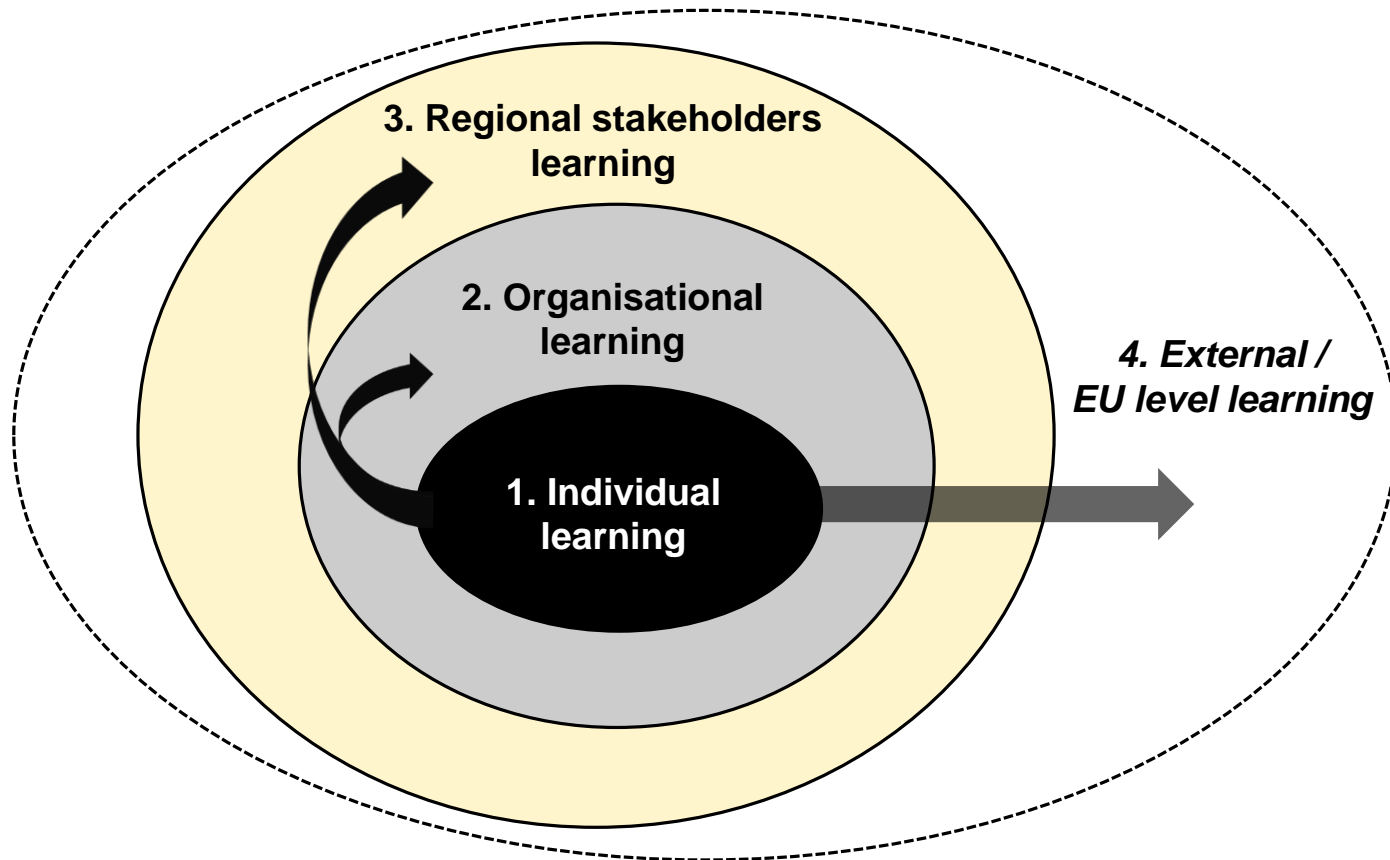 3. Regional stakeholders
learning
2. Organisational
learning
4. External /
EU level learning
1. Individual
learning